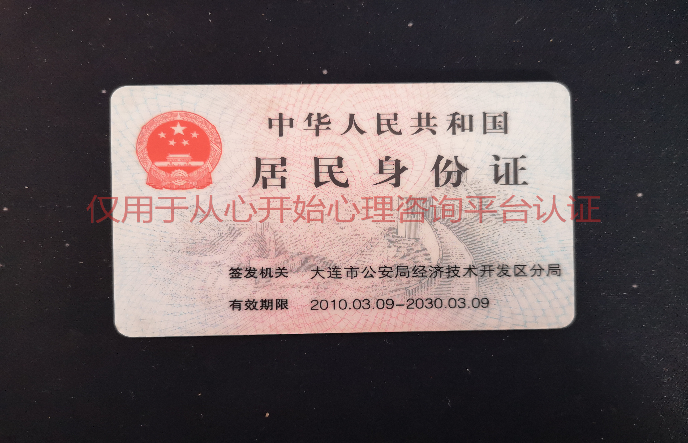 中华人民共和国
居民身份证
仅用于从心开始心理咨询平台认证
签发机关 大连市公安局经济技术开发区分局
有效期限 2010.03.09-2030.03.09